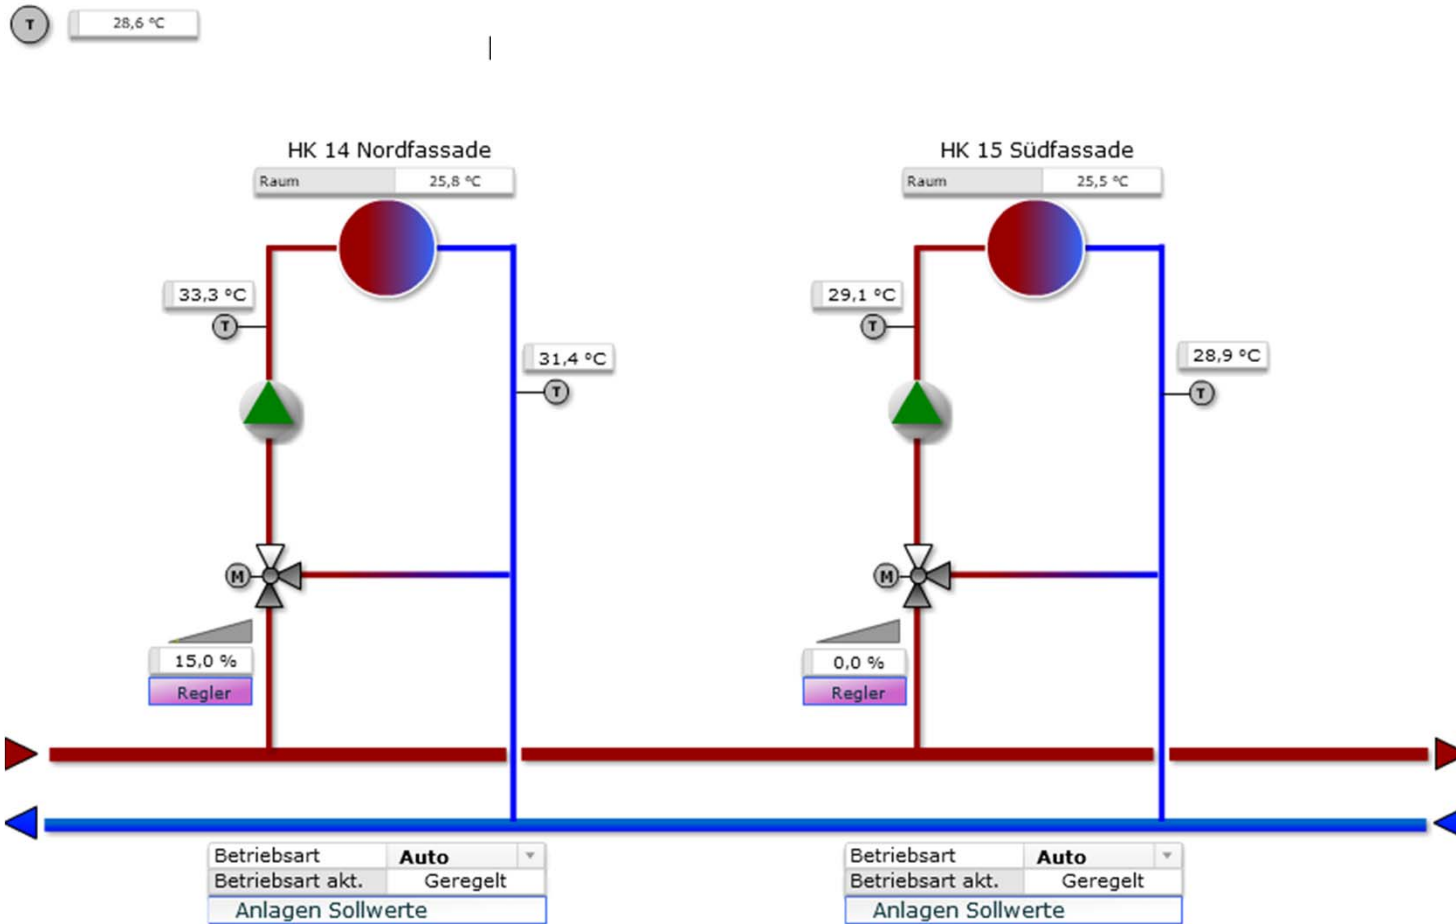 T 28,6 °C
HK 14 Nordfassade
Raum 25,8 °C
33,3 °C
T
31,4 °C
T
M
15,0 %
Regler
Betriebsart Auto
Betriebsart akt. Geregelt
Anlagen Sollwerte
HK 15 Südfassade
Raum 25,5 °C
29,1 °C
T
28,9 °C
T
M
0,0 %
Regler
Betriebsart Auto
Betriebsart akt. Geregelt
Anlagen Sollwerte